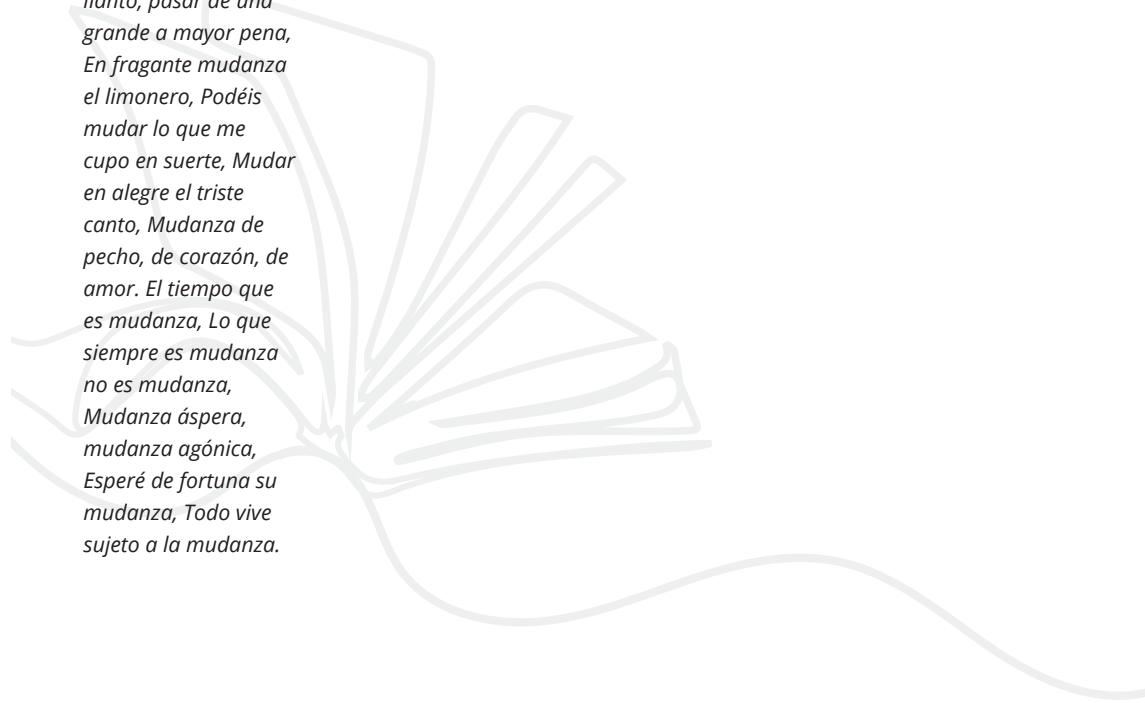 llanto, pasar de una
grande a mayor pena,
En fragante mudanza
el limonero, Podéis
mudar lo que me
cupo en suerte, Mudar
en alegre el triste
canto, Mudanza de
pecho, de corazón, de
amor. El tiempo que
es mudanza, Lo que
siempre es mudanza
no es mudanza,
Mudanza áspera,
mudanza agónica,
Esperé de fortuna su
mudanza, Todo vive
sujeto a la mudanza.